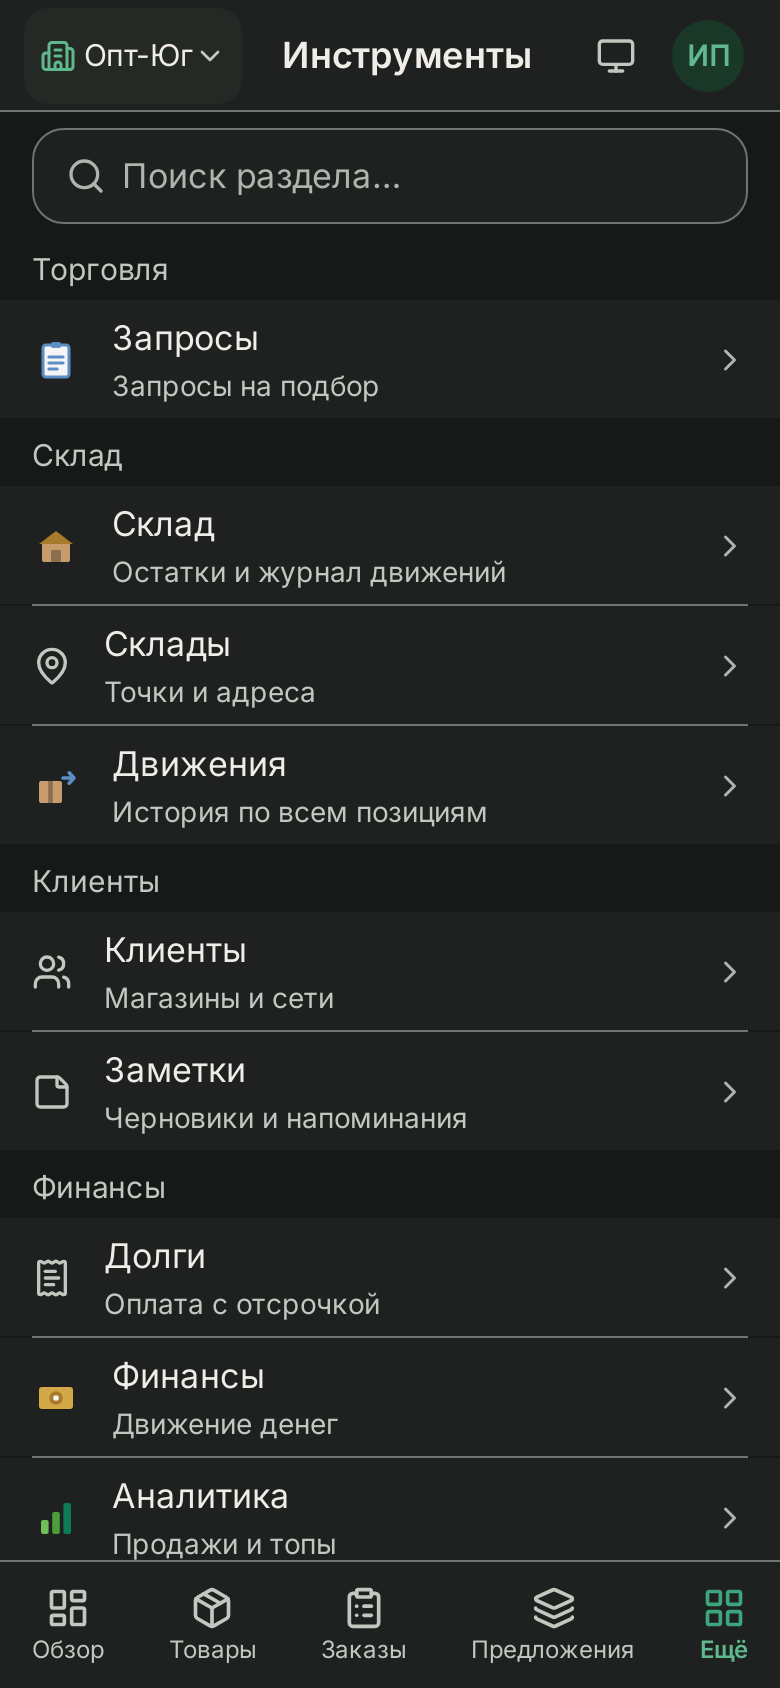 Опт-Юг
Инструменты
ИП
Поиск раздела...
Торговля
Запросы
Запросы на подбор
Склад
Склад
Остатки и журнал движений
Склады
Точки и адреса
Движения
История по всем позициям
Клиенты
Клиенты
Магазины и сети
Заметки
Черновики и напоминания
Финансы
Долги
Оплата с отсрочкой
Финансы
Движение денег
Аналитика
Продажи и топы
Обзор
Товары
Заказы
Предложения
Ещё